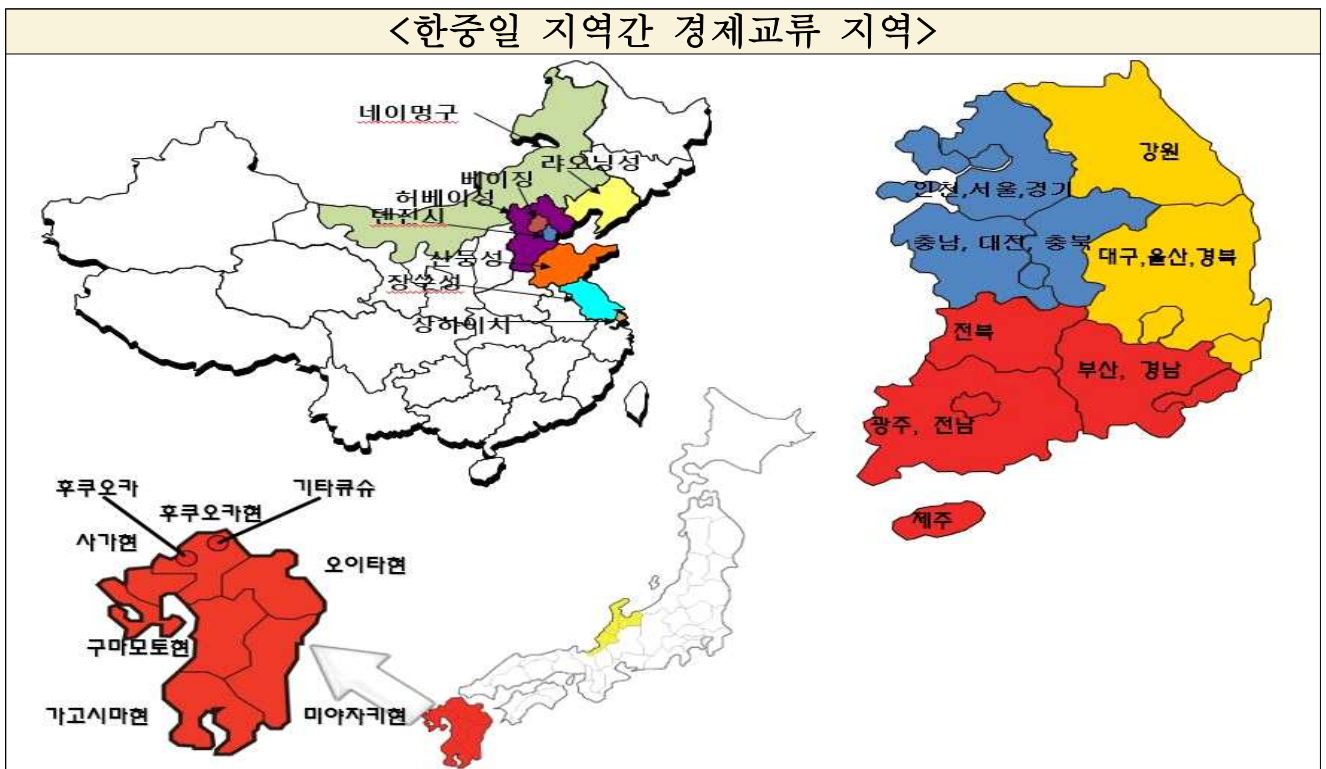 <한중일 지역간 경제교류 지역>
네이멍구
랴오닝성
베이징
허베이성
텐진시
산둥성
장쑤성
상하이시
강원
인천,서울,경기
충남, 대전, 충북
대구,울산,경북
전북
부산, 경남
광주, 전남
제주
후쿠오카
기타큐슈
후쿠오카현
사가현
오이타현
구마모토현
가고시마현
미야자키현